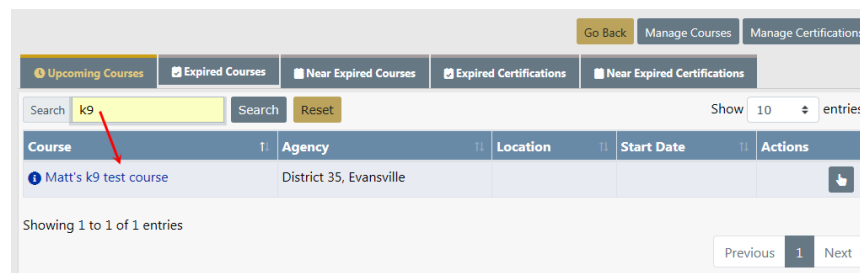 Go Back Manage Courses Manage Certifications
Upcoming Courses Expired Courses Near Expired Courses Expired Certifications Near Expired Certifications
Search k9 Search Reset Show 10 entries
Course Agency Location Start Date Actions
Matt's k9 test course District 35, Evansville
Showing 1 to 1 of 1 entries
Previous 1 Next